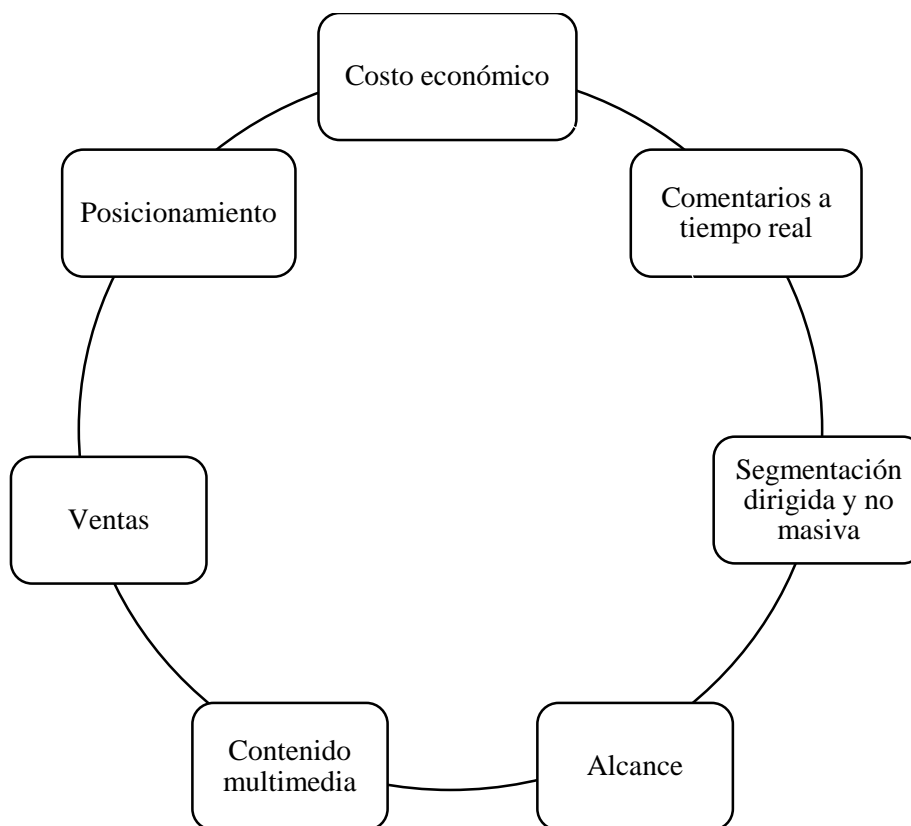 Costo económico
Comentarios a
tiempo real
Segmentación
dirigida y no
masiva
Alcance
Contenido
multimedia
Ventas
Posicionamiento